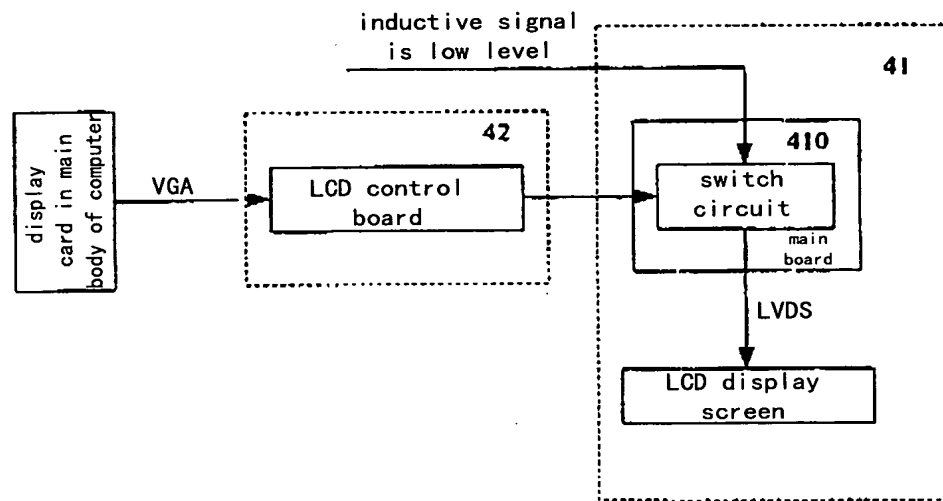 inductive signal
is low level
41
display
card in main
body of computer
VGA
42
LCD control
board
410
switch
circuit
main
board
LVDS
LCD display
screen